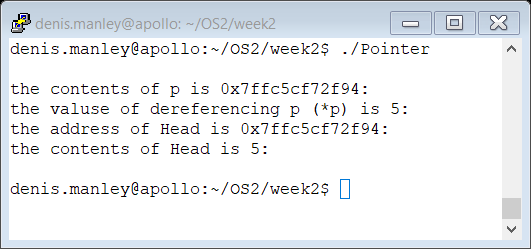 denis.manley@apollo: ~/OS2/week2
denis.manley@apollo:~/OS2/week2$ ./Pointer
the contents of p is 0x7ffc5cf72f94:
the valuse of dereferencing p (*p) is 5:
the address of Head is 0x7ffc5cf72f94:
the contents of Head is 5:
denis.manley@apollo:~/OS2/week2$